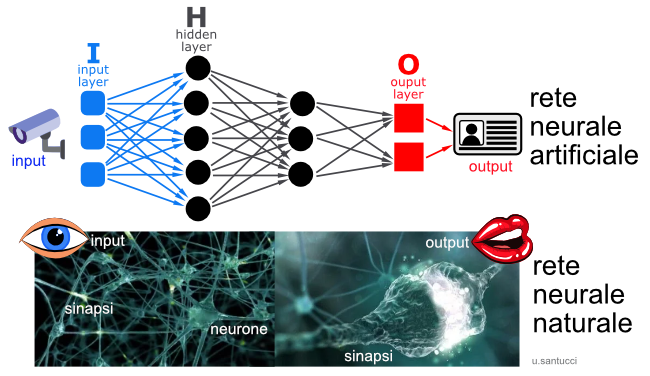 H
hidden
layer
I
input
layer
O
ouput
layer
input
output
rete
neurale
artificiale
input
output
sinapsi
neurone
sinapsi
rete
neurale
naturale
u.santucci